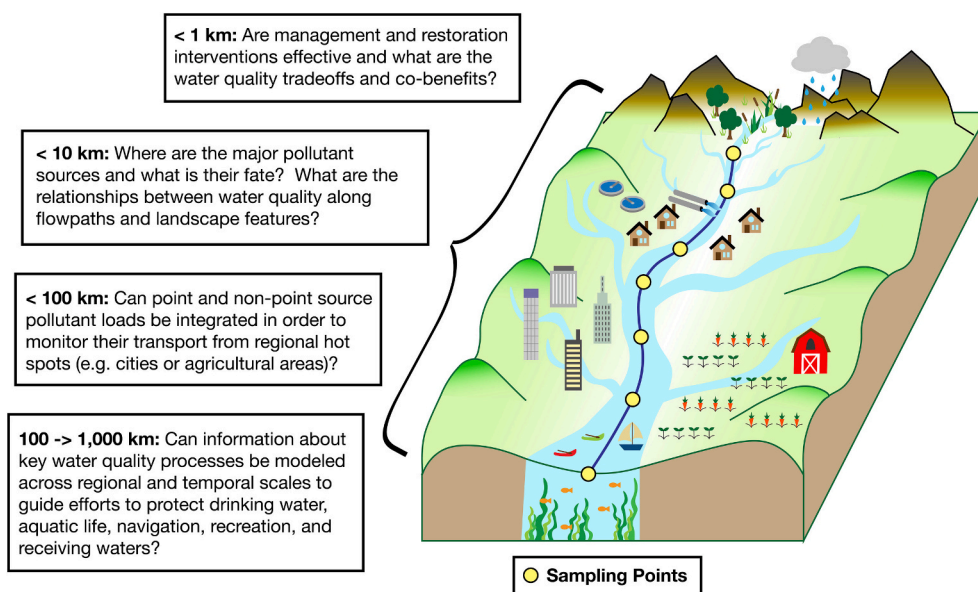 < 1 km: Are management and restoration
interventions effective and what are the
water quality tradeoffs and co-benefits?
< 10 km: Where are the major pollutant
sources and what is their fate?  What are the
relationships between water quality along
flowpaths and landscape features?
< 100 km: Can point and non-point source
pollutant loads be integrated in order to
monitor their transport from regional hot
spots (e.g. cities or agricultural areas)?
100 -> 1,000 km: Can information about
key water quality processes be modeled
across regional and temporal scales to
guide efforts to protect drinking water,
aquatic life, navigation, recreation, and
receiving waters?
Sampling Points